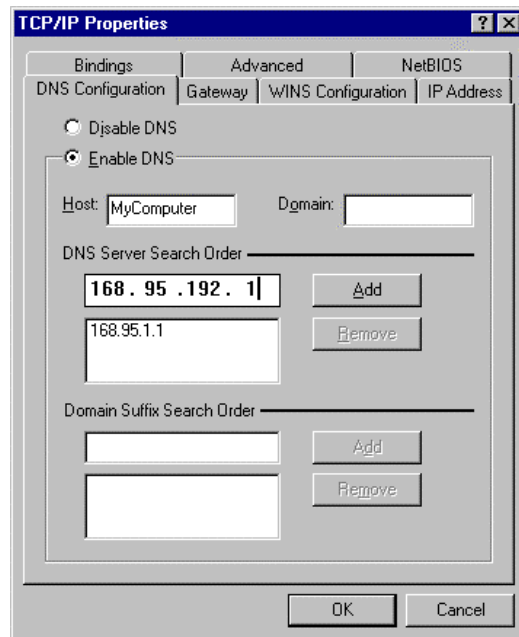 TCP/IP Properties
Bindings Advanced NetBIOS
DNS Configuration Gateway WINS Configuration IP Address
Disable DNS
Enable DNS
Host: MyComputer Domain:
DNS Server Search Order
168 . 95 .192 . 1
Add
168.95.1.1
Remove
Domain Suffix Search Order
Add
Remove
OK Cancel